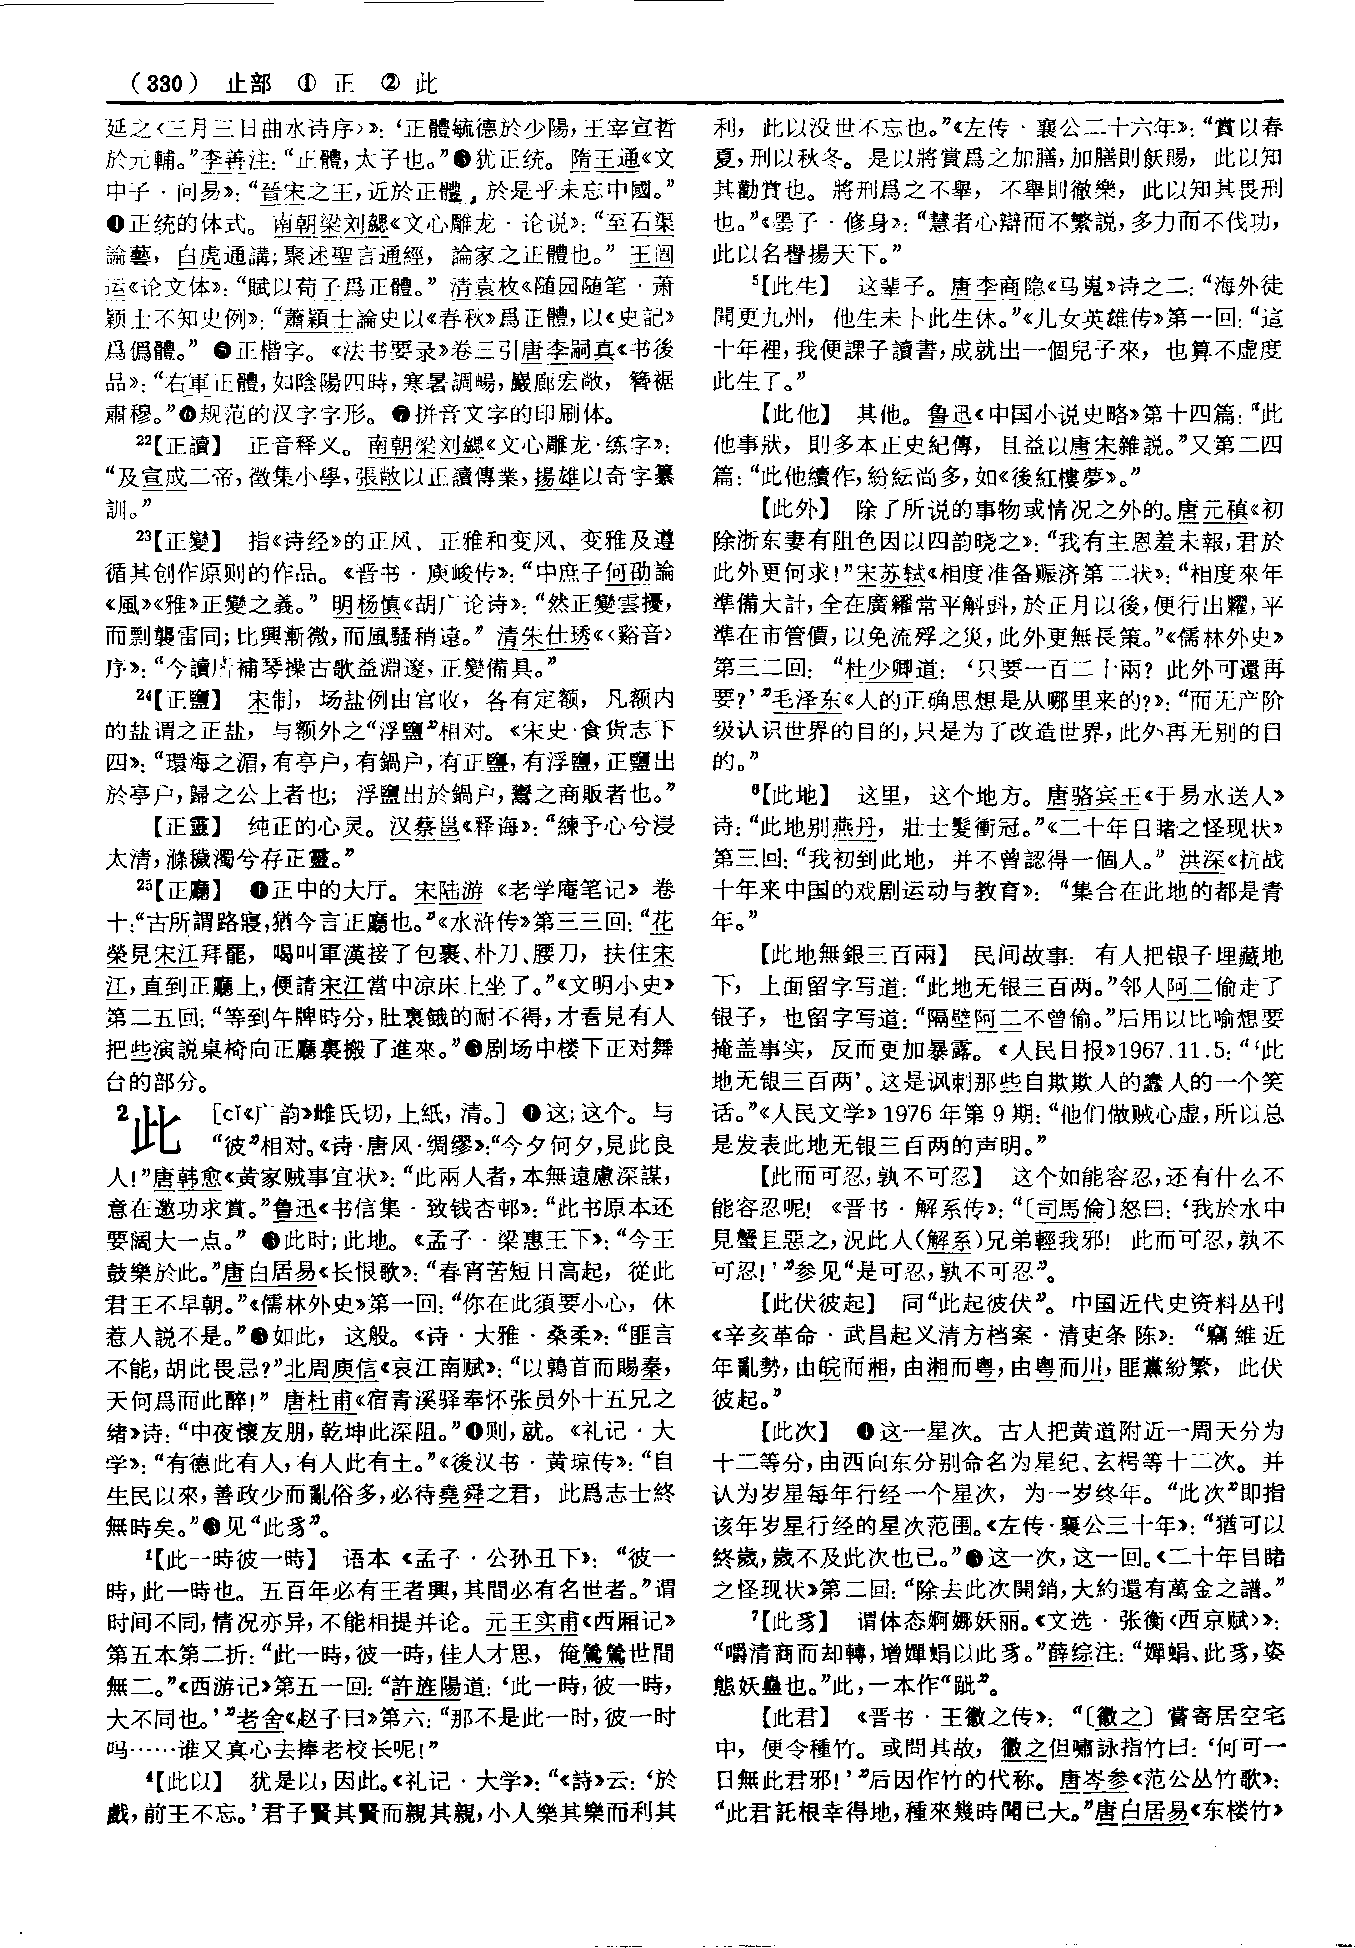 （330） 止部 ① 正 ② 此
延之〈三月三日曲水诗序〉》：‘正體毓德於少陽，王宰宣哲
於元輔。”李善注：“正體，太子也。”❸犹正统。隋王通《文
中子·问易》：“晉宋之王，近於正體，於是乎未忘中國。”
❹正统的体式。南朝梁刘勰《文心雕龙·论说》：“至石渠
論藝，白虎通講；聚述聖言通經，論家之正體也。”王闿
运《论文体》：“賦以荀子爲正體。”清袁枚《随园随笔·萧
颖士不知史例》：“蕭穎士論史以《春秋》爲正體，以《史記》
爲僞體。”❺正楷字。《法书要录》卷三引唐李嗣真《书後
品》：“右軍正體，如陰陽四時，寒暑調暢，巖廊宏敞，簪裾
肅穆。”❻规范的汉字字形。❼拼音文字的印刷体。
22【正讀】 正音释义。南朝梁刘勰《文心雕龙·练字》：
“及宣成二帝，徵集小學，張敞以正讀傳業，揚雄以奇字纂
訓。”
23【正變】 指《诗经》的正风、正雅和变风、变雅及遵
循其创作原则的作品。《晋书·庾峻传》：“中庶子何劭論
《風》《雅》正變之義。”明杨慎《胡广论诗》：“然正變雲擾，
而剽襲雷同；比興漸微，而風騷稍遠。”清朱仕琇《〈谿音〉
序》：“今讀所補琴操古歌益淵邃，正變備具。”
24【正鹽】 宋制，场盐例由官收，各有定额，凡额内
的盐谓之正盐，与额外之“浮鹽”相对。《宋史·食货志下
四》：“環海之湄，有亭户，有鍋户，有正鹽，有浮鹽，正鹽出
於亭户，歸之公上者也；浮鹽出於鍋户，鬻之商販者也。”
【正靈】 纯正的心灵。汉蔡邕《释诲》：“練予心兮浸
太清，滌穢濁兮存正靈。”
25【正廳】 ❶正中的大厅。宋陆游《老学庵笔记》卷
十：“古所謂路寢，猶今言正廳也。”《水浒传》第三三回：“花
榮見宋江拜罷，喝叫軍漢接了包裹、朴刀、腰刀，扶住宋
江，直到正廳上，便請宋江當中凉床上坐了。”《文明小史》
第二五回：“等到午牌時分，肚裏餓的耐不得，才看見有人
把些演説桌椅向正廳裏搬了進來。”❷剧场中楼下正对舞
台的部分。
2此 ［cǐ《广韵》雌氏切，上紙，清。］❶这；这个。与
“彼”相对。《诗·唐风·绸缪》：“今夕何夕，見此良
人！”唐韩愈《黄家贼事宜状》：“此兩人者，本無遠慮深謀，
意在邀功求賞。”鲁迅《书信集·致钱杏邨》：“此书原本还
要阔大一点。”❷此时；此地。《孟子·梁惠王下》：“今王
鼓樂於此。”唐白居易《长恨歌》：“春宵苦短日高起，從此
君王不早朝。”《儒林外史》第一回：“你在此須要小心，休
惹人説不是。”❸如此，这般。《诗·大雅·桑柔》：“匪言
不能，胡此畏忌？”北周庾信《哀江南赋》：“以鶉首而賜秦，
天何爲而此醉！”唐杜甫《宿青溪驿奉怀张员外十五兄之
绪》诗：“中夜懷友朋，乾坤此深阻。”❹则，就。《礼记·大
学》：“有德此有人，有人此有土。”《後汉书·黄琼传》：“自
生民以來，善政少而亂俗多，必待堯舜之君，此爲志士終
無時矣。”❺见“此豸”。
1【此一時彼一時】 语本《孟子·公孙丑下》：“彼一
時，此一時也。五百年必有王者興，其間必有名世者。”谓
时间不同，情况亦异，不能相提并论。元王实甫《西厢记》
第五本第二折：“此一時，彼一時，佳人才思，俺鶯鶯世間
無二。”《西游记》第五一回：“許旌陽道：‘此一時，彼一時，
大不同也。’”老舍《赵子曰》第六：“那不是此一时，彼一时
吗……谁又真心去捧老校长呢！”
4【此以】 犹是以，因此。《礼记·大学》：“《詩》云：‘於
戲，前王不忘。’君子賢其賢而親其親，小人樂其樂而利其
利，此以没世不忘也。”《左传·襄公二十六年》：“賞以春
夏，刑以秋冬。是以將賞爲之加膳，加膳則飫賜，此以知
其勸賞也。將刑爲之不舉，不舉則徹樂，此以知其畏刑
也。”《墨子·修身》：“慧者心辯而不繁説，多力而不伐功，
此以名譽揚天下。”
5【此生】 这辈子。唐李商隐《马嵬》诗之二：“海外徒
聞更九州，他生未卜此生休。”《儿女英雄传》第一回：“這
十年裡，我便課子讀書，成就出一個兒子來，也算不虚度
此生了。”
【此他】 其他。鲁迅《中国小说史略》第十四篇：“此
他事狀，則多本正史紀傳，且益以唐宋雜説。”又第二四
篇：“此他續作，紛紜尚多，如《後紅樓夢》。”
【此外】 除了所说的事物或情况之外的。唐元稹《初
除浙东妻有阻色因以四韵晓之》：“我有主恩羞未報，君於
此外更何求！”宋苏轼《相度准备赈济第二状》：“相度來年
準備大計，全在廣糴常平斛㪷，於正月以後，便行出糶，平
準在市管價，以免流殍之災，此外更無長策。”《儒林外史》
第三二回：“杜少卿道：‘只要一百二十兩？此外可還再
要？’”毛泽东《人的正确思想是从哪里来的？》：“而无产阶
级认识世界的目的，只是为了改造世界，此外再无别的目
的。”
6【此地】 这里，这个地方。唐骆宾王《于易水送人》
诗：“此地别燕丹，壯士髮衝冠。”《二十年目睹之怪现状》
第三回：“我初到此地，并不曾認得一個人。”洪深《抗战
十年来中国的戏剧运动与教育》：“集合在此地的都是青
年。”
【此地無銀三百兩】 民间故事：有人把银子埋藏地
下，上面留字写道：“此地无银三百两。”邻人阿二偷走了
银子，也留字写道：“隔壁阿二不曾偷。”后用以比喻想要
掩盖事实，反而更加暴露。《人民日报》1967.11.5：“‘此
地无银三百两’。这是讽刺那些自欺欺人的蠢人的一个笑
话。”《人民文学》1976年第9期：“他们做贼心虚，所以总
是发表此地无银三百两的声明。”
【此而可忍，孰不可忍】 这个如能容忍，还有什么不
能容忍呢！《晋书·解系传》：“〔司馬倫〕怒曰：‘我於水中
見蟹且惡之，況此人（解系）兄弟輕我邪！此而可忍，孰不
可忍！’”参见“是可忍，孰不可忍”。
【此伏彼起】 同“此起彼伏”。中国近代史资料丛刊
《辛亥革命·武昌起义清方档案·清吏条陈》：“竊維近
年亂勢，由皖而湘，由湘而粤，由粤而川，匪黨紛繁，此伏
彼起。”
【此次】 ❶这一星次。古人把黄道附近一周天分为
十二等分，由西向东分别命名为星纪、玄枵等十二次。并
认为岁星每年行经一个星次，为一岁终年。“此次”即指
该年岁星行经的星次范围。《左传·襄公三十年》：“猶可以
終歲，歲不及此次也已。”❷这一次，这一回。《二十年目睹
之怪现状》第二回：“除去此次開銷，大約還有萬金之譜。”
7【此豸】 谓体态婀娜妖丽。《文选·张衡〈西京赋〉》：
“嚼清商而却轉，增嬋蜎以此豸。”薛综注：“嬋蜎、此豸，姿
態妖蠱也。”此，一本作“跐”。
【此君】 《晋书·王徽之传》：“〔徽之〕嘗寄居空宅
中，便令種竹。或問其故，徽之但嘯詠指竹曰：‘何可一
日無此君邪！’”后因作竹的代称。唐岑参《范公丛竹歌》：
“此君託根幸得地，種來幾時聞已大。”唐白居易《东楼竹》